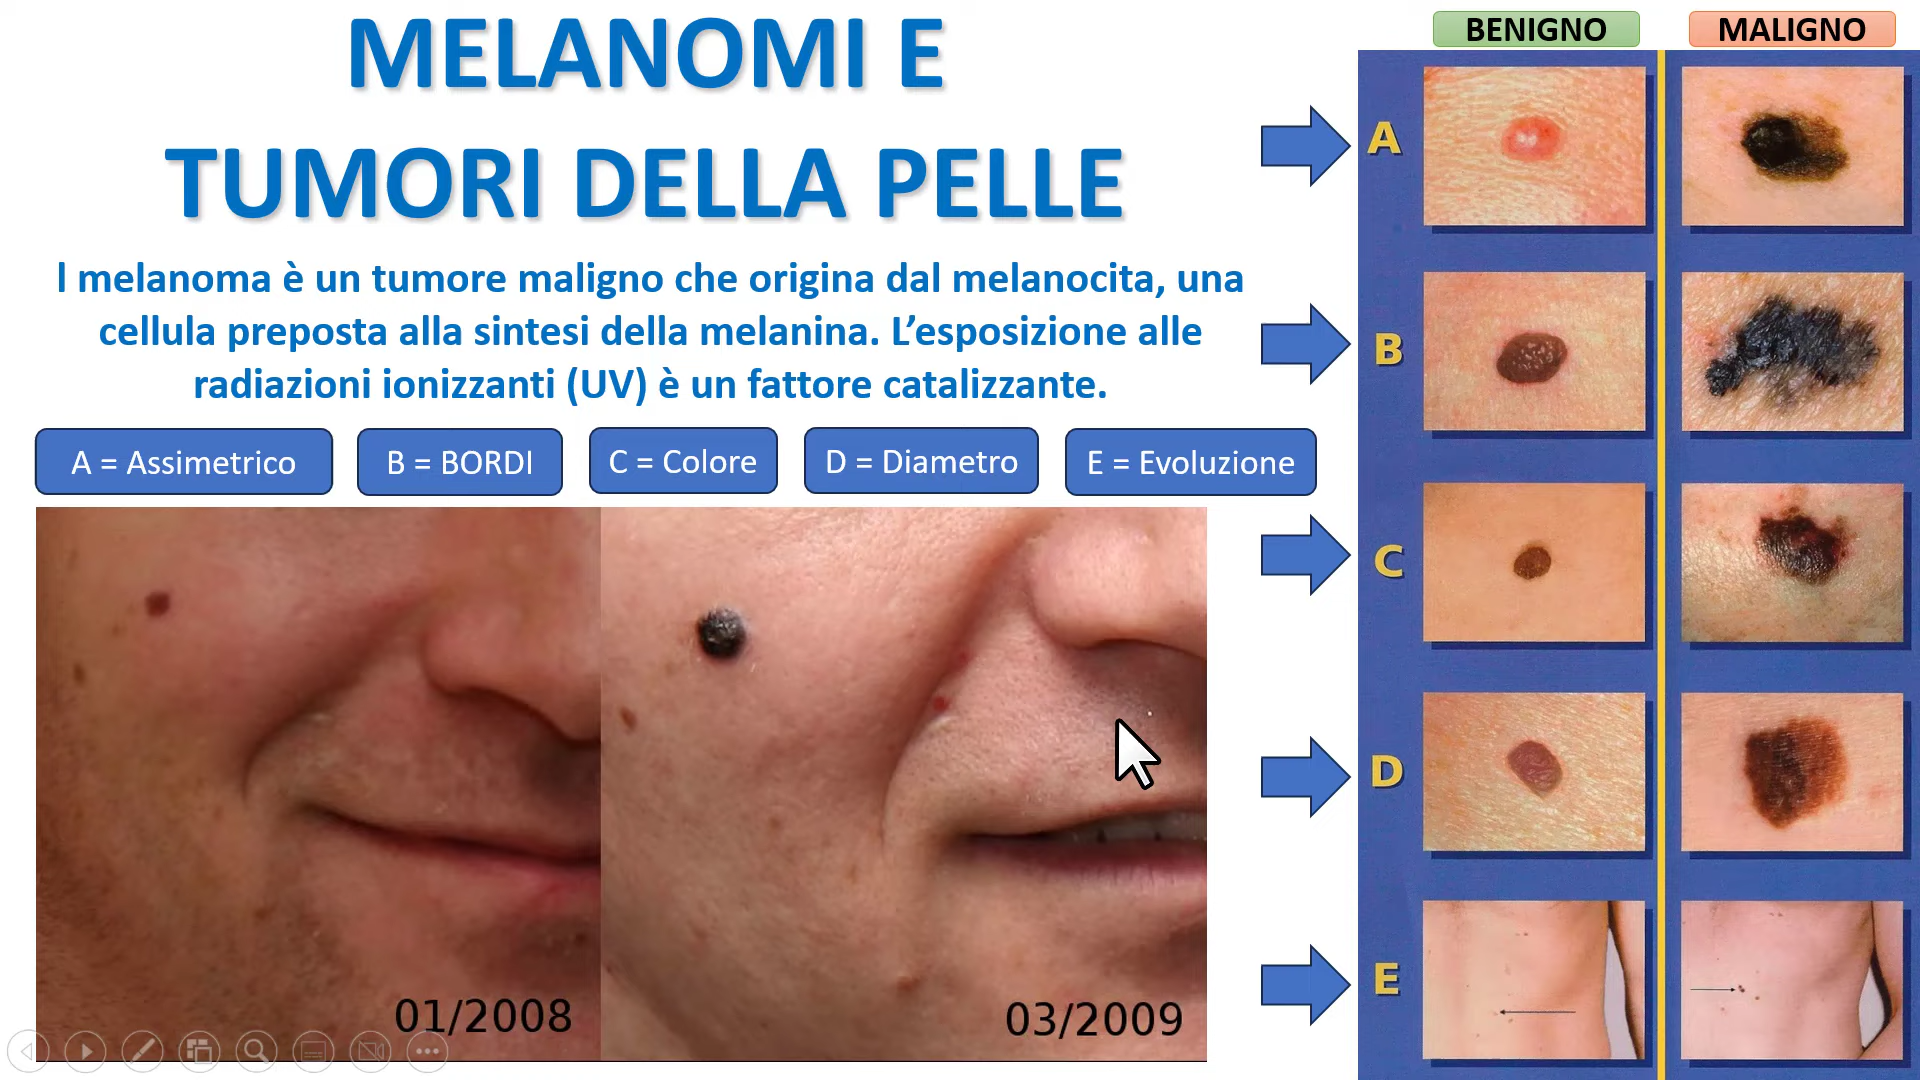 MELANOMI E
TUMORI DELLA PELLE
l melanoma è un tumore maligno che origina dal melanocita, una
cellula preposta alla sintesi della melanina. L’esposizione alle
radiazioni ionizzanti (UV) è un fattore catalizzante.
A = Assimetrico
B = BORDI
C = Colore
D = Diametro
E = Evoluzione
01/2008
03/2009
BENIGNO
MALIGNO
A
B
C
D
E